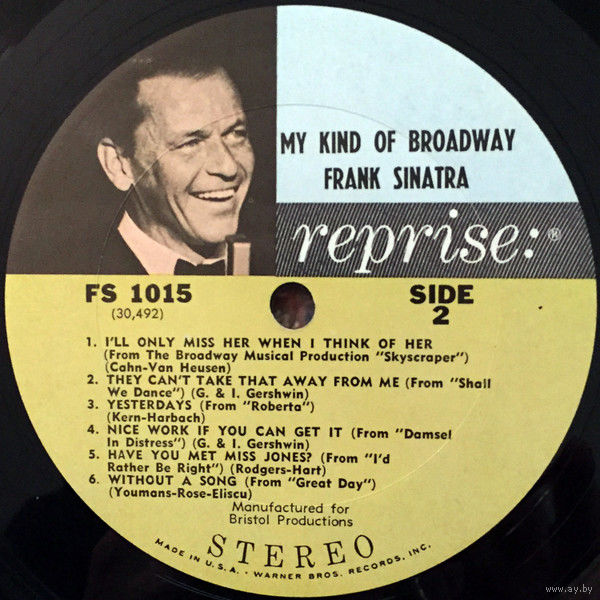 MY KIND OF BROADWAY
FRANK SINATRA
reprise:®
FS 1015
(30,492)
SIDE
2
1. I'LL ONLY MISS HER WHEN I THINK OF HER
(From The Broadway Musical Production "Skyscraper")
(Cahn-Van Heusen)
2. THEY CAN'T TAKE THAT AWAY FROM ME (From "Shall
We Dance") (G. & I. Gershwin)
3. YESTERDAYS (From "Roberta")
(Kern-Harbach)
4. NICE WORK IF YOU CAN GET IT (From "Damsel
In Distress") (G. & I. Gershwin)
5. HAVE YOU MET MISS JONES? (From "I'd
Rather Be Right") (Rodgers-Hart)
6. WITHOUT A SONG (From "Great Day")
(Youmans-Rose-Eliscu)
Manufactured for
Bristol Productions
STEREO
MADE IN U.S.A. • WARNER BROS. RECORDS, INC.
www.ay.by